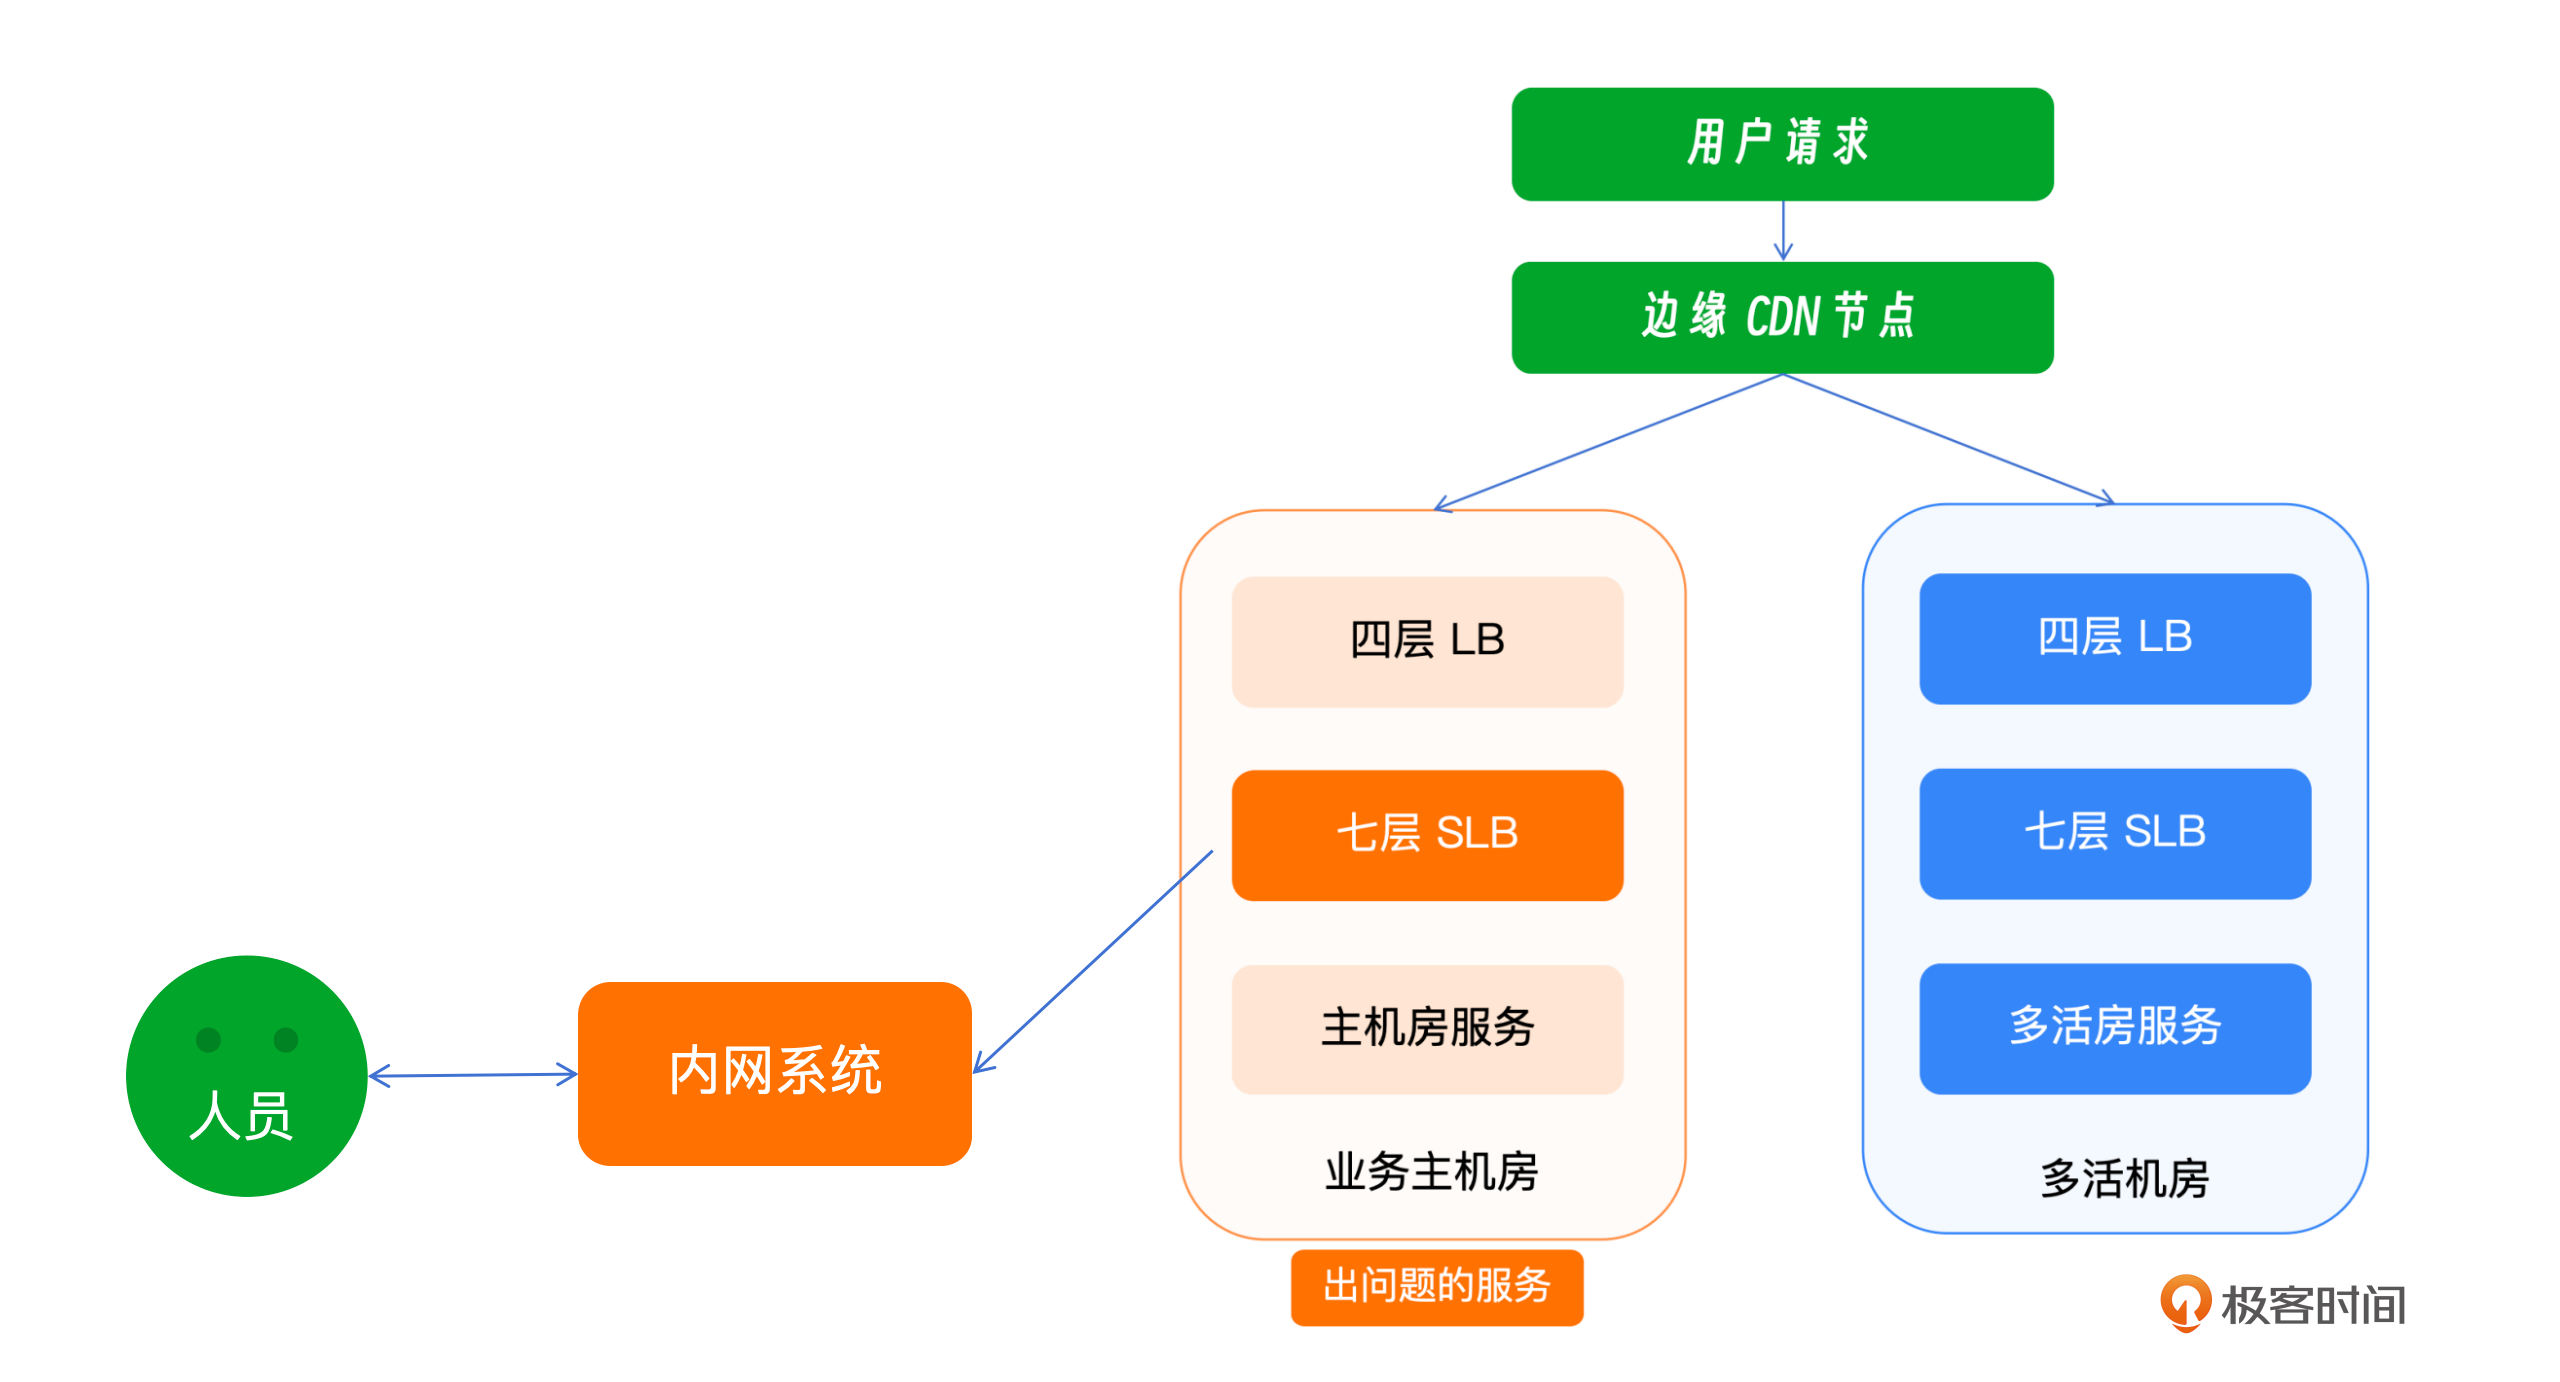 用户请求
边缘 CDN 节点
四层 LB
七层 SLB
主机房服务
业务主机房
出问题的服务
四层 LB
七层 SLB
多活房服务
多活机房
人员
内网系统
极客时间